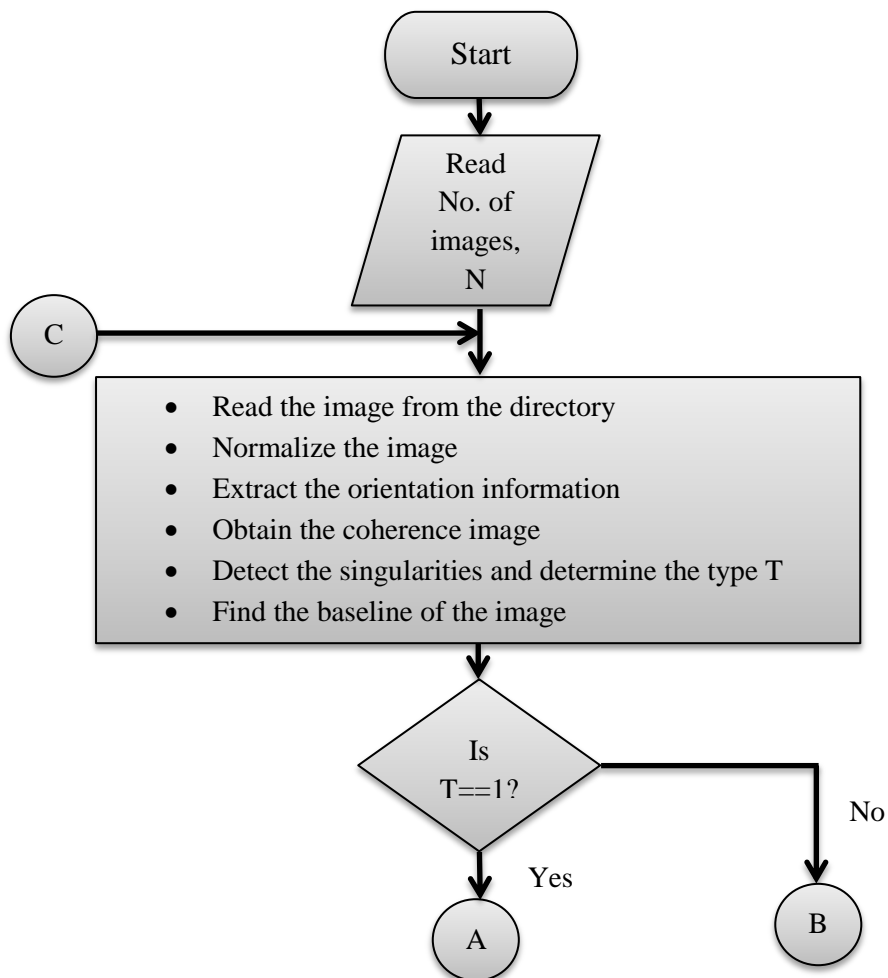 Start
Read
No. of
images,
N
C
• Read the image from the directory
• Normalize the image
• Extract the orientation information
• Obtain the coherence image
• Detect the singularities and determine the type T
• Find the baseline of the image
Is
T==1?
No
Yes
A
B